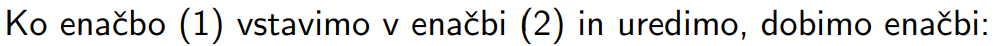 Ko enačbo (1) vstavimo v enačbi (2) in uredimo, dobimo enačbi: